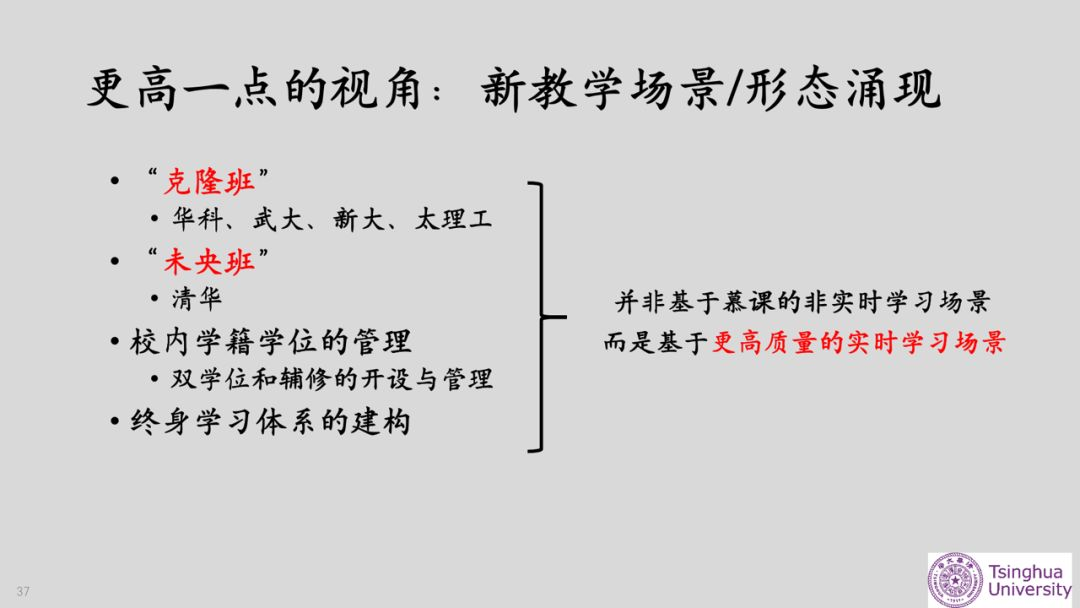 更高一点的视角：新教学场景/形态涌现
• “克隆班”
• 华科、武大、新大、太理工
• “未央班”
• 清华
• 校内学籍学位的管理
• 双学位和辅修的开设与管理
• 终身学习体系的建构
并非基于慕课的非实时学习场景
而是基于更高质量的实时学习场景
37
Tsinghua
University